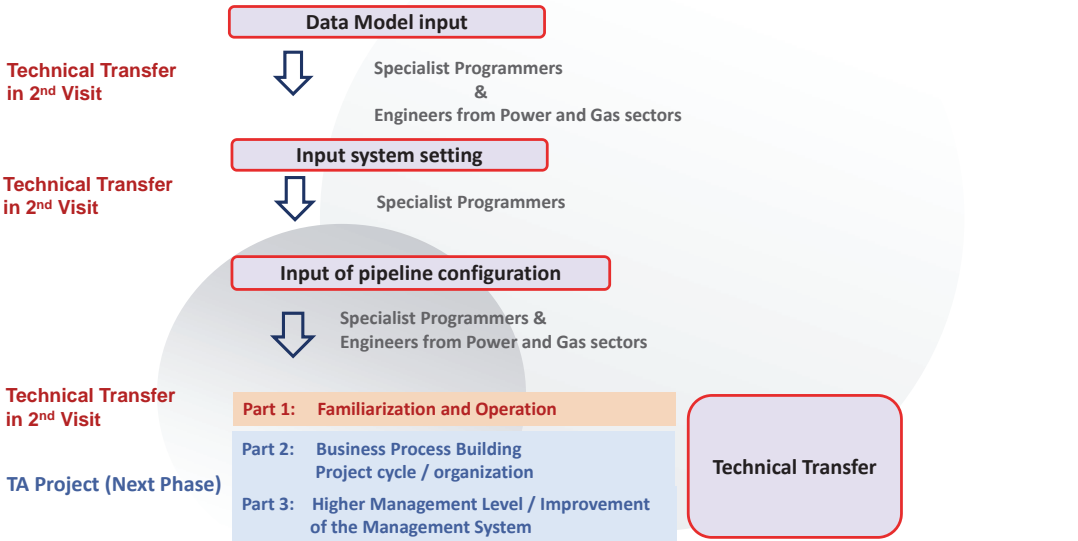 Data Model input
Technical Transfer
in 2nd Visit
Specialist Programmers
&
Engineers from Power and Gas sectors
Input system setting
Technical Transfer
in 2nd Visit
Specialist Programmers
Input of pipeline configuration
Specialist Programmers &
Engineers from Power and Gas sectors
Technical Transfer
in 2nd Visit
Part 1: Familiarization and Operation
Part 2: Business Process Building
Project cycle / organization
TA Project (Next Phase)
Part 3: Higher Management Level / Improvement
of the Management System
Technical Transfer